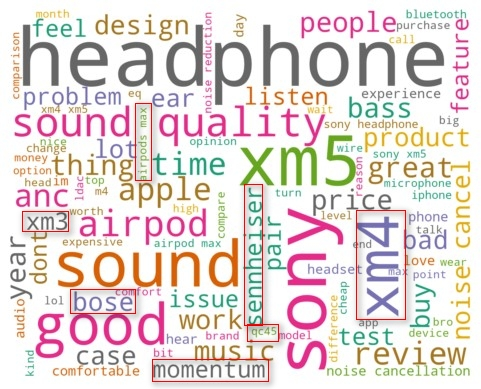 month
feel
design
day
people
bluetooth
purchase
call
comparison
headphone
noise reduction
feature
problem
eq
ear
listen
experience
big
xm4 xm5
airpods max
wait
bass
sony headphone
sound quality
nice
change
lot
opinion
wire
product
money
option
thing
time
xm5
reason
sony xm5
great
head
im
ldac
top
m4
apple
turn
microphone
iphone
anc
worth
high
compare
sennheiser
pair
price
noise cancel
xm3
airpod
level
xm4
phone
talk
year
dont
expensive
airpod max
sony
end
bad
sound
headset
max
love
wear
point
lol
bose
comfort
issue
cheap
buy
audio
good
work
qc45
model
difference
app
test
bro
device
hear
brand
kind
case
bit
music
review
comfortable
momentum
noise cancellation